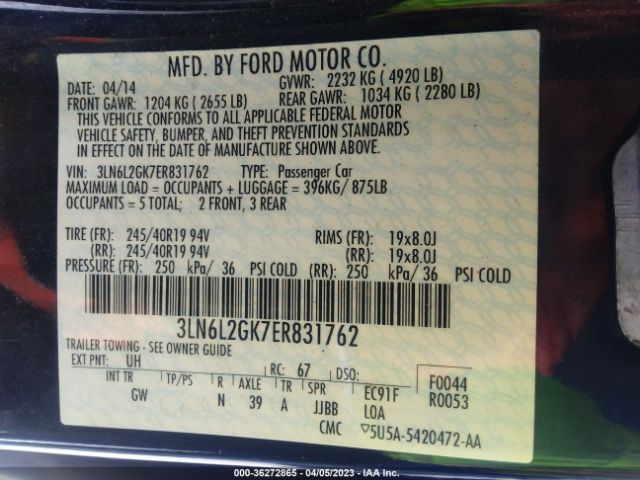 MFD. BY FORD MOTOR CO.
DATE: 04/14 GVWR: 2232 KG ( 4920 LB)
FRONT GAWR: 1204 KG ( 2655 LB) REAR GAWR: 1034 KG ( 2280 LB)
THIS VEHICLE CONFORMS TO ALL APPLICABLE FEDERAL MOTOR
VEHICLE SAFETY, BUMPER, AND THEFT PREVENTION STANDARDS
IN EFFECT ON THE DATE OF MANUFACTURE SHOWN ABOVE.
VIN: 3LN6L2GK7ER831762 TYPE: Passenger Car
MAXIMUM LOAD = OCCUPANTS + LUGGAGE = 396KG/ 875LB
OCCUPANTS = 5 TOTAL; 2 FRONT, 3 REAR
TIRE (FR): 245/40R19 94V RIMS (FR): 19x8.0J
(RR): 245/40R19 94V (RR): 19x8.0J
PRESSURE (FR): 250 kPa/ 36 PSI COLD (RR): 250 kPa/ 36 PSI COLD
3LN6L2GK7ER831762
TRAILER TOWING - SEE OWNER GUIDE
EXT PNT: UH RC: 67 DSO: F0044
INT TR TP/PS R AXLE TR SPR EC91F R0053
GW N 39 A JJBB LOA
CMC ▽5U5A-5420472-AA
000-36272865 - 04/05/2023 - IAA Inc.